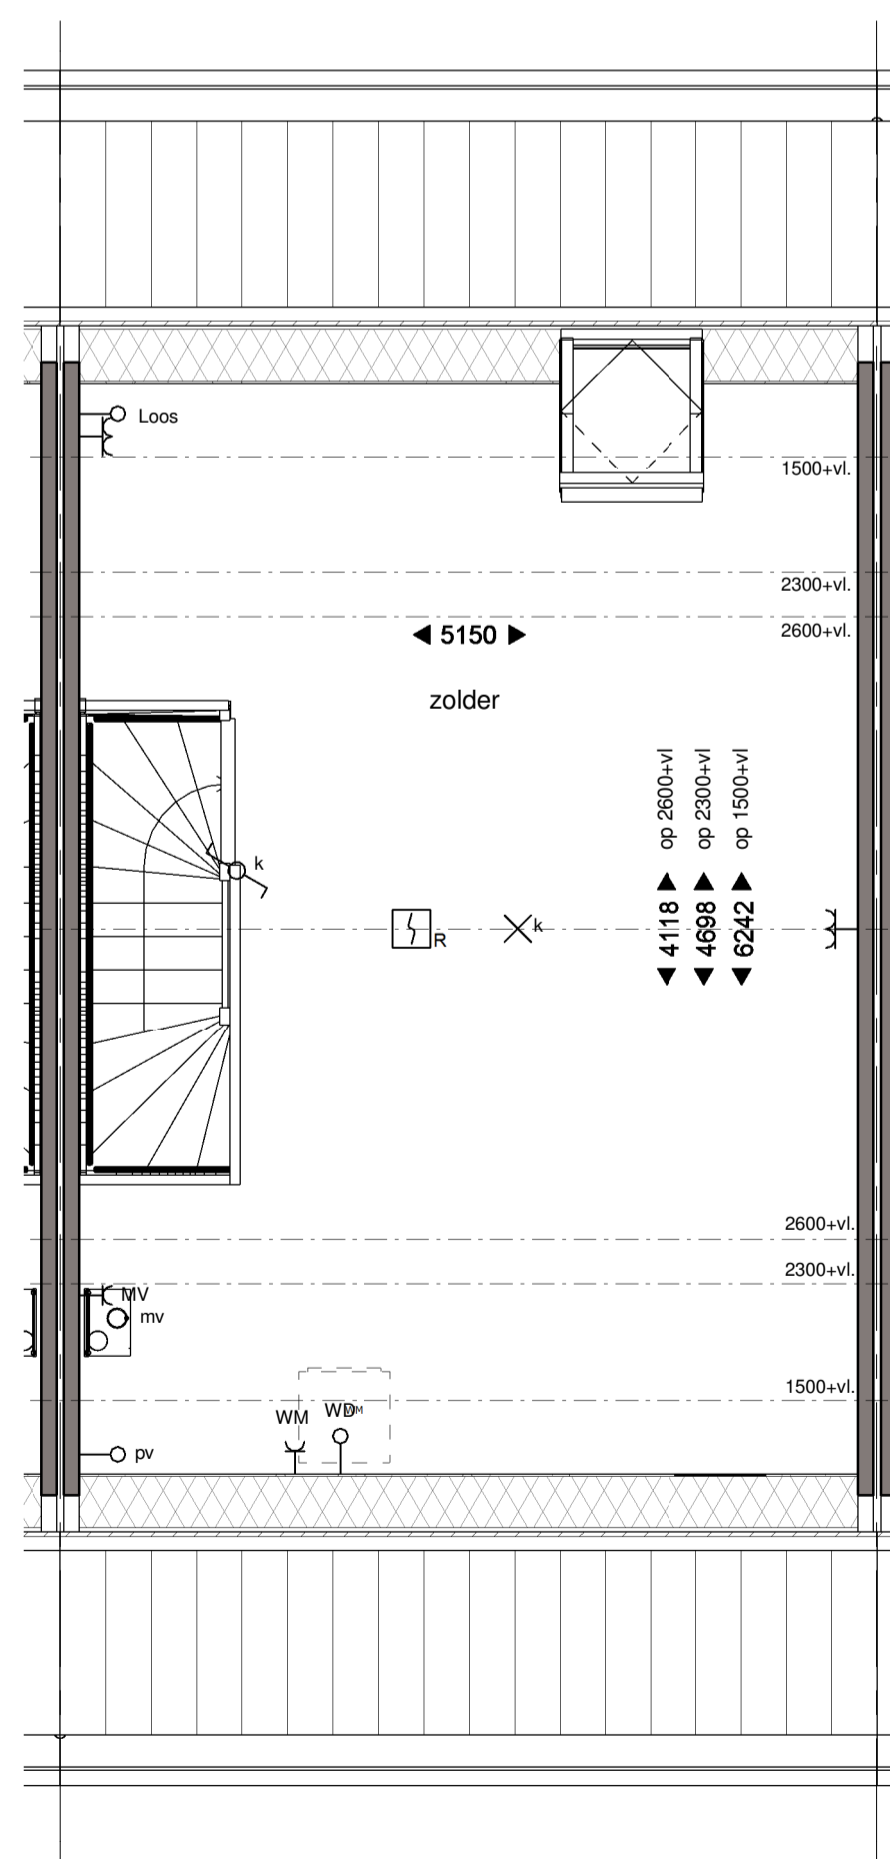 Loos
1500+vl.
2300+vl.
2600+vl.
5150
zolder
op 2600+vl
op 2300+vl
op 1500+vl
4118
4698
6242
k
R
k
2600+vl.
2300+vl.
MV
mv
1500+vl.
WM
WD
WM
pv